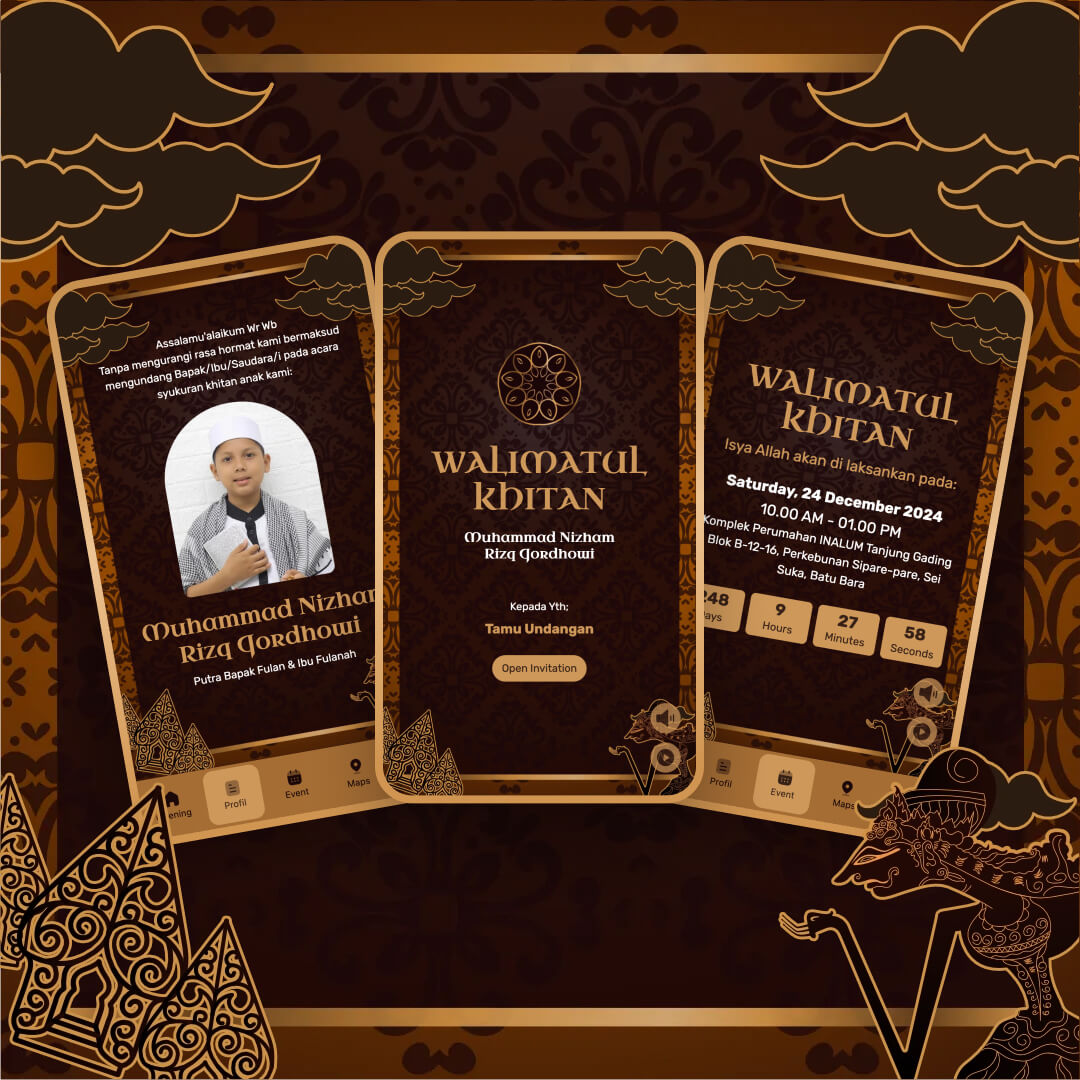 Assalamu'alaikum Wr Wb
Tanpa mengurangi rasa hormat kami bermaksud
mengundang Bapak/Ibu/Saudara/i pada acara
syukuran khitan anak kami:
Muhammad Nizham
Rizq Qordhowi
Putra Bapak Fulan & Ibu Fulanah
ening
Profil
Event
Maps
WALIMATUL
KHITAN
Muhammad Nizham
Rizq Qordhowi
Kepada Yth;
Tamu Undangan
Open Invitation
WALIMATUL
KHITAN
Isya Allah akan di laksankan pada:
Saturday, 24 December 2024
10.00 AM - 01.00 PM
Komplek Perumahan INALUM Tanjung Gading
Blok B-12-16, Perkebunan Sipare-pare, Sei
Suka, Batu Bara
248 9 27 58
ays Hours Minutes Seconds
Profil
Event
Maps